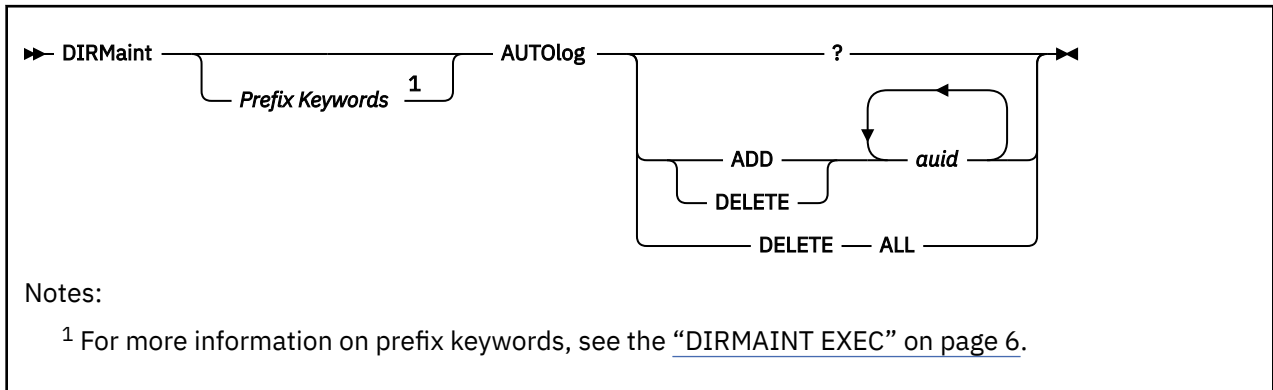 DIRMaint AUTOlog ?
Prefix Keywords 1
ADD auid
DELETE
DELETE ALL
Notes:
1 For more information on prefix keywords, see the “DIRMAINT EXEC” on page 6.